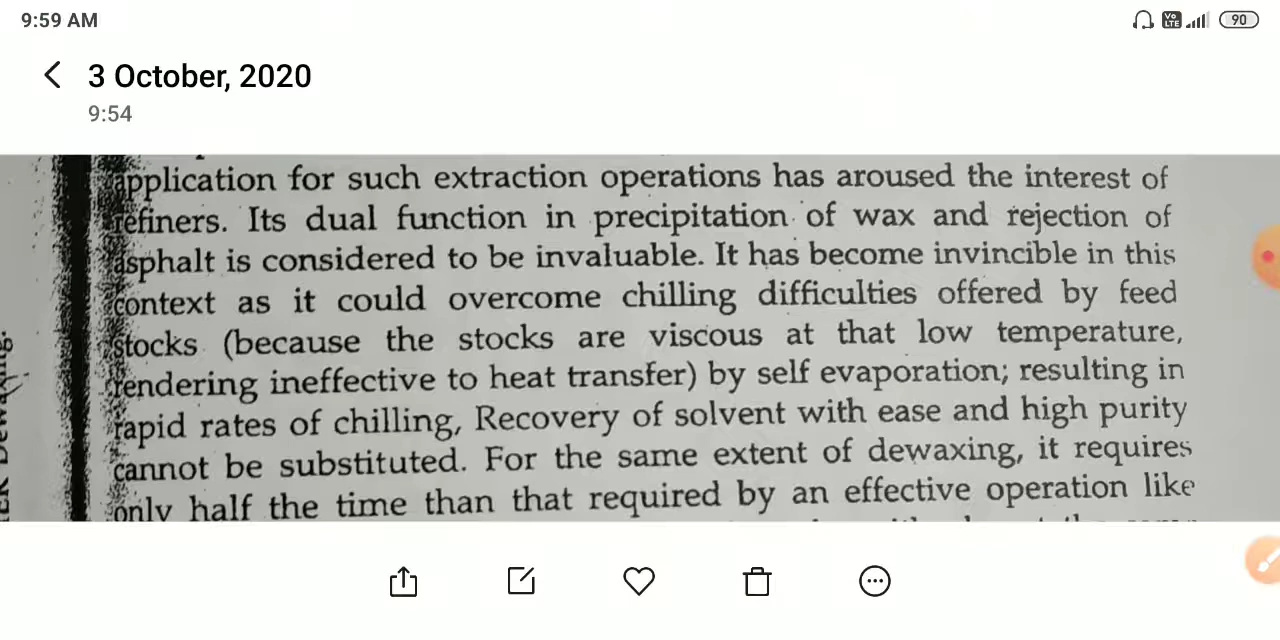 9:59 AM
Vo LTE 90
3 October, 2020
9:54
application for such extraction operations has aroused the interest of
refiners. Its dual function in precipitation of wax and rejection of
asphalt is considered to be invaluable. It has become invincible in this
context as it could overcome chilling difficulties offered by feed
stocks (because the stocks are viscous at that low temperature,
rendering ineffective to heat transfer) by self evaporation; resulting in
rapid rates of chilling, Recovery of solvent with ease and high purity
cannot be substituted. For the same extent of dewaxing, it requires
only half the time than that required by an effective operation like